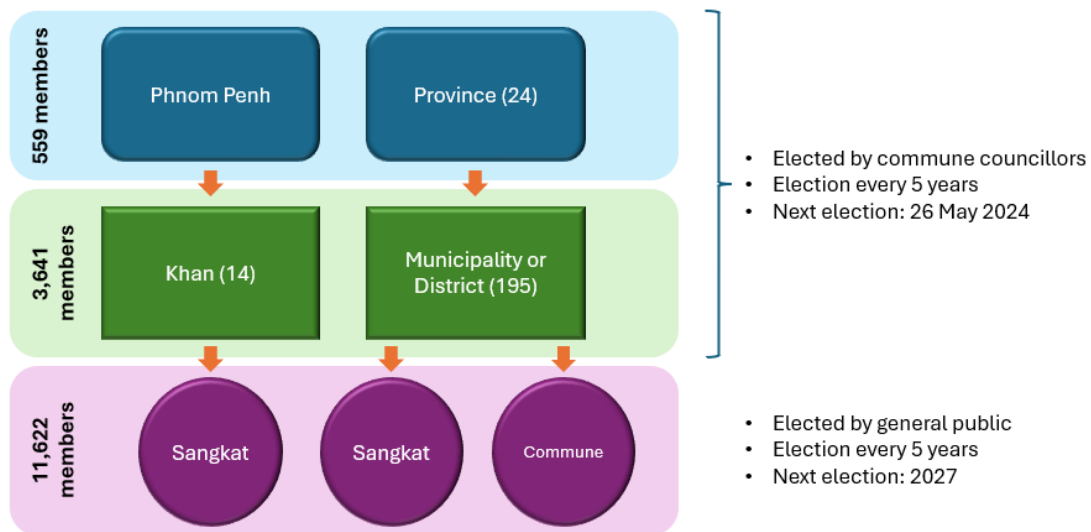 559 members
Phnom Penh
Province (24)
3,641
members
Khan (14)
Municipality or
District (195)
11,622
members
Sangkat
Sangkat
Commune
• Elected by commune councillors
• Election every 5 years
• Next election: 26 May 2024
• Elected by general public
• Election every 5 years
• Next election: 2027